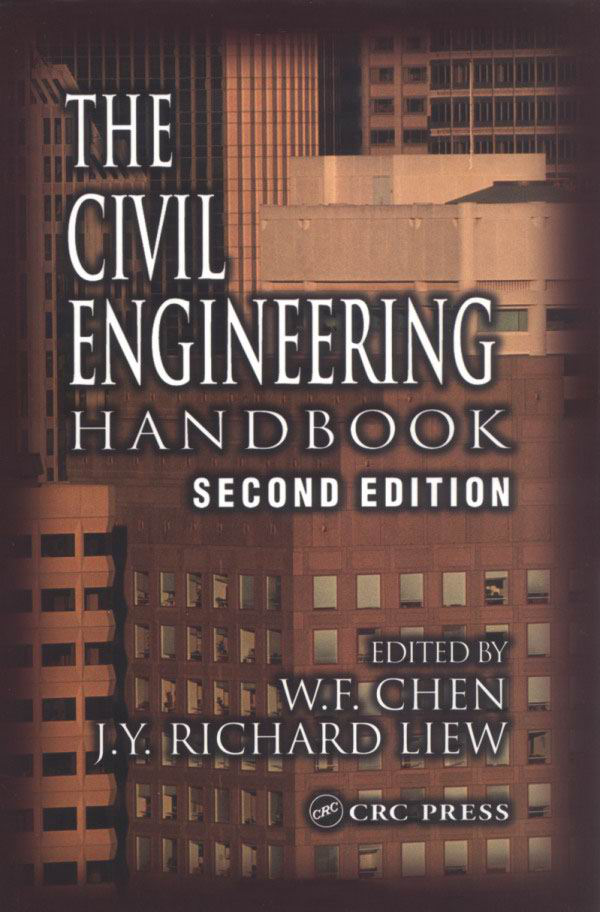 THE
CIVIL
ENGINEERING
HANDBOOK
SECOND EDITION
EDITED BY
W.F. CHEN
J.Y. RICHARD LIEW
CRC CRC PRESS